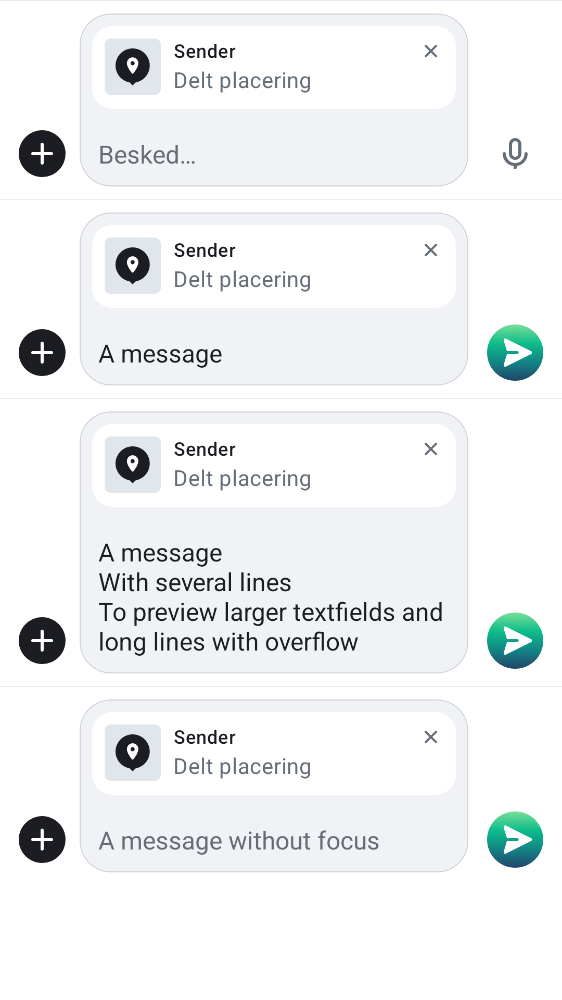 Sender
Delt placering
Besked…
Sender
Delt placering
A message
Sender
Delt placering
A message
With several lines
To preview larger textfields and
long lines with overflow
Sender
Delt placering
A message without focus